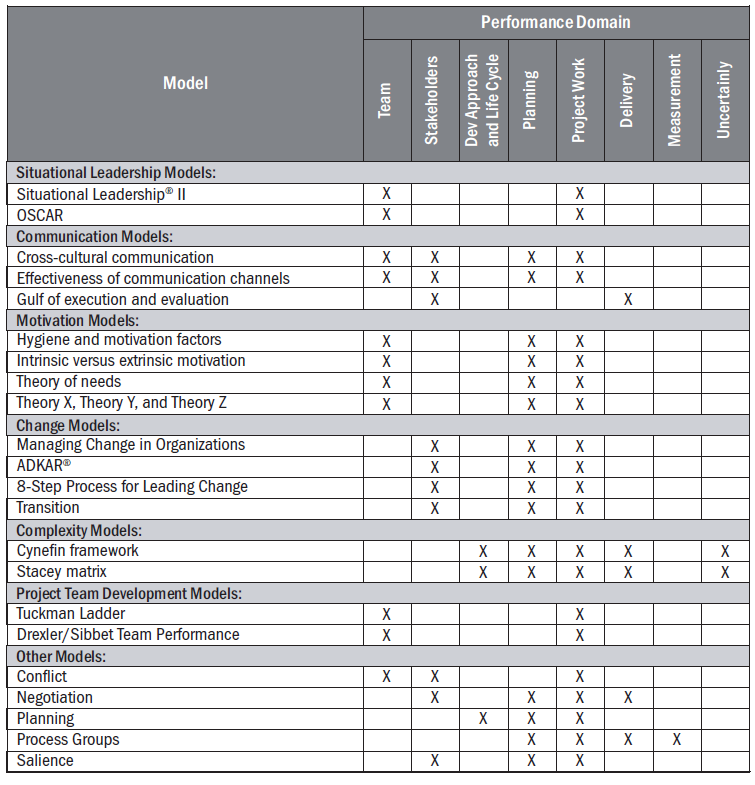 Performance Domain
Model
Team
Stakeholders
Dev Approach
and Life Cycle
Planning
Project Work
Delivery
Measurement
Uncertainly
Situational Leadership Models:
Situational Leadership® II X X
OSCAR X X
Communication Models:
Cross-cultural communication X X X X
Effectiveness of communication channels X X X X
Gulf of execution and evaluation X X
Motivation Models:
Hygiene and motivation factors X X X
Intrinsic versus extrinsic motivation X X X
Theory of needs X X X
Theory X, Theory Y, and Theory Z X X X
Change Models:
Managing Change in Organizations X X X
ADKAR® X X X
8-Step Process for Leading Change X X X
Transition X X X
Complexity Models:
Cynefin framework X X X X X
Stacey matrix X X X X X
Project Team Development Models:
Tuckman Ladder X X
Drexler/Sibbet Team Performance X X
Other Models:
Conflict X X X
Negotiation X X X X
Planning X X X
Process Groups X X X X
Salience X X X